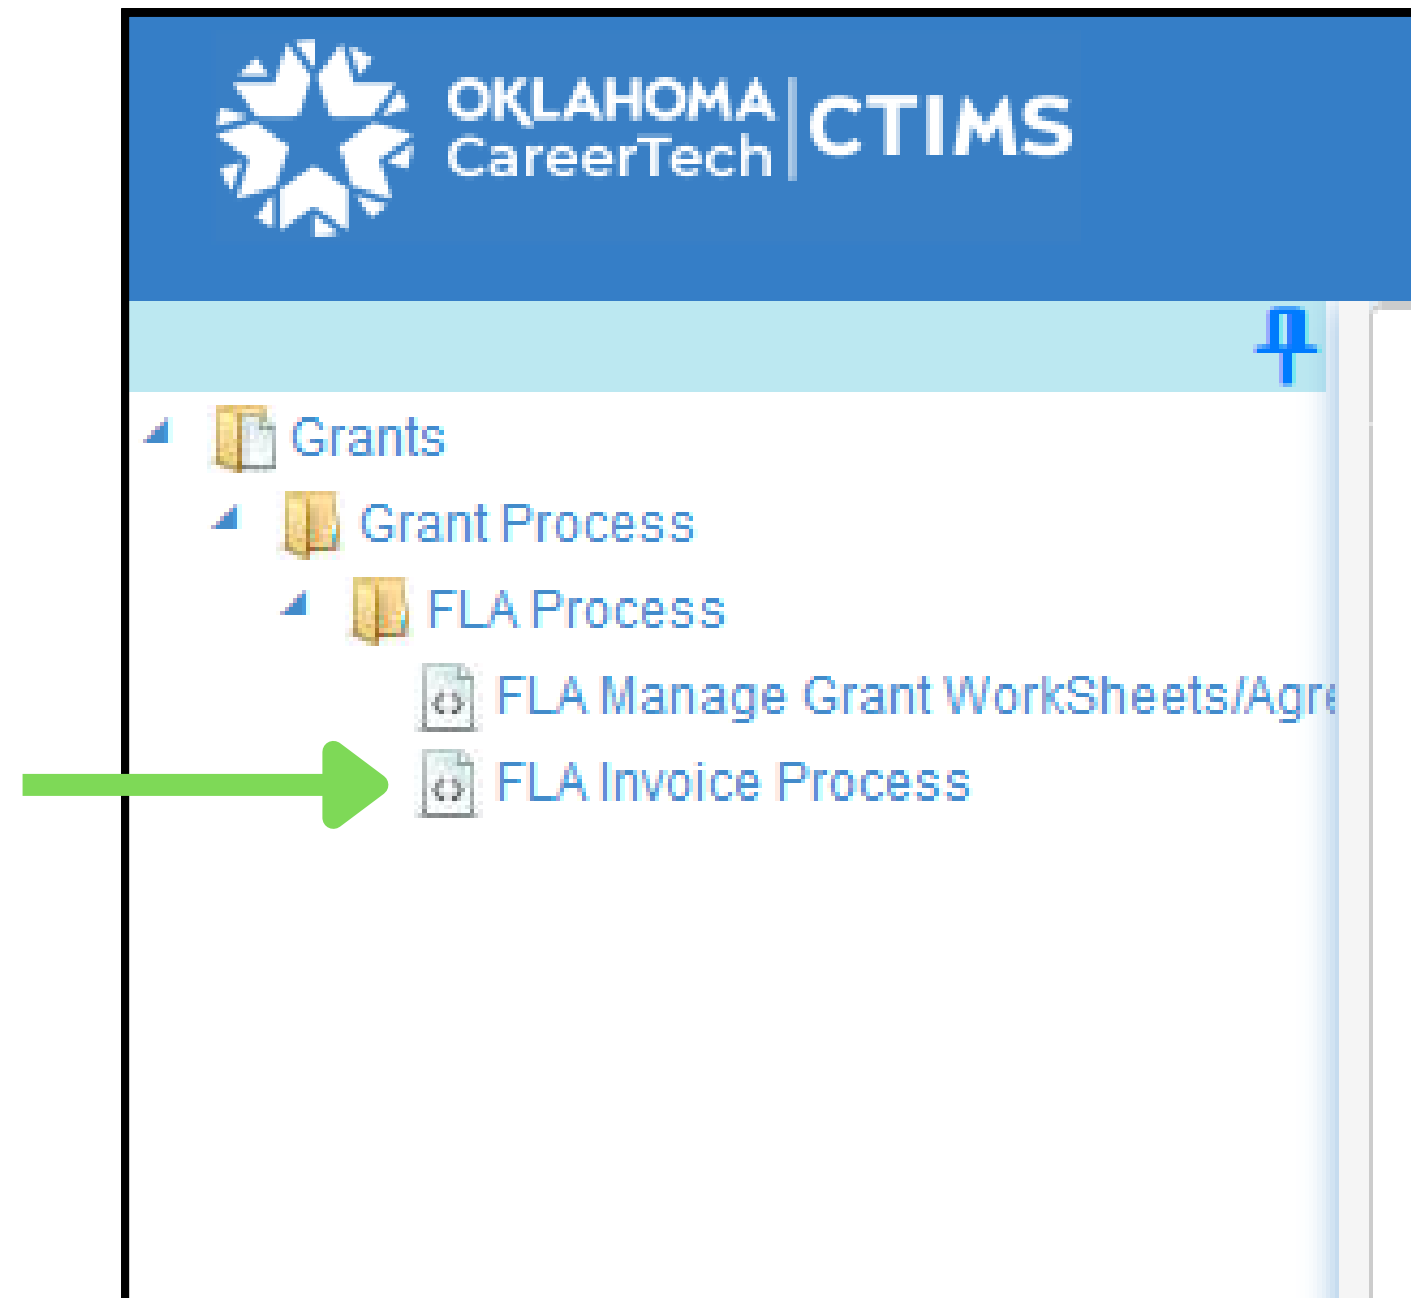 OKLAHOMA
CareerTech
CTIMS
Grants
Grant Process
FLA Process
FLA Manage Grant WorkSheets/Agre
FLA Invoice Process